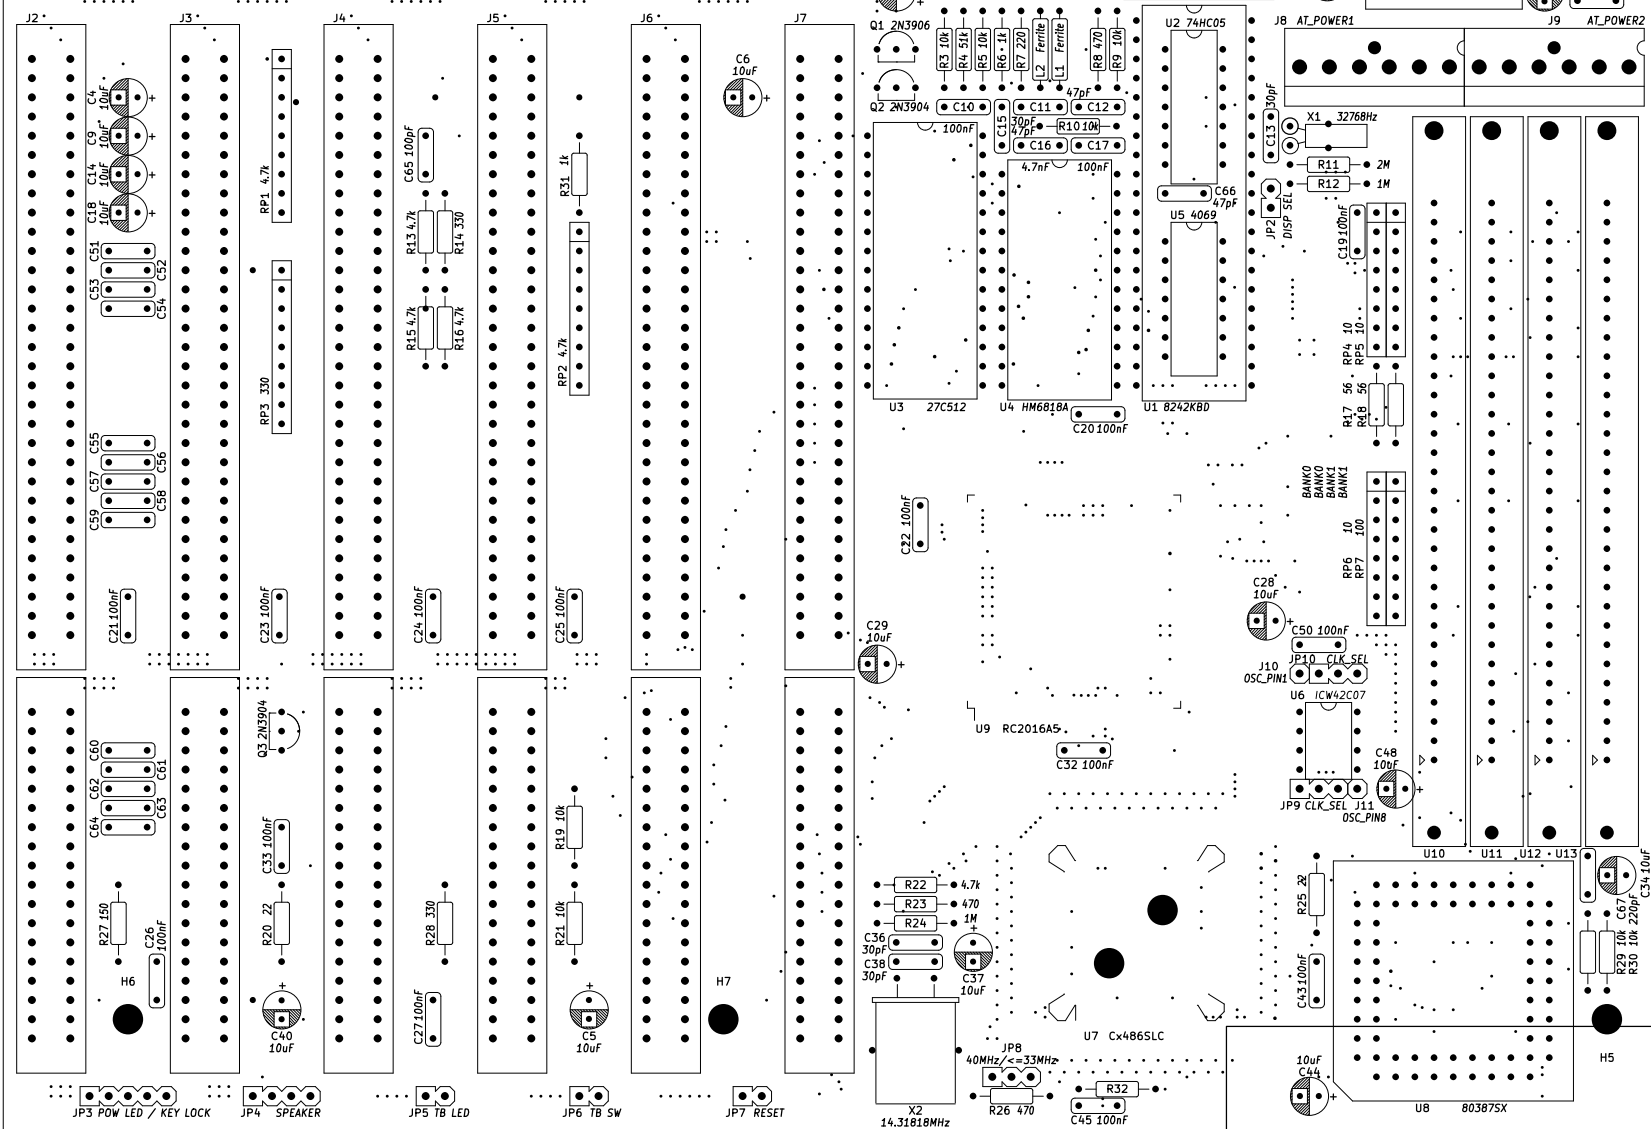 J2
J3
J4
J5
J6
J7
Q1 2N3906
U2 74HC05
J8 AT_POWER1
J9 AT_POWER2
R3 10k
R4 51k
R5 10k
R6 1k
R7 220
L2 Ferrite
L1 Ferrite
R8 470
R9 10k
C6
10uF
C4
10uF
C9
10uF
C14
10uF
C18
10uF
Q2 2N3904
C10
100nF
C15
30pF
47pF
C11
47pF
C12
R10 10k
C16
4.7nF
C17
100nF
C13 30pF
X1 32768Hz
R11 2M
R12 1M
C66
47pF
U5 4069
JP2 DISP SEL
C19 100nF
RP1 4.7k
C65 100pF
R31 1k
R13 4.7k
R14 330
C51
C52
C53
C54
R15 4.7k
R16 4.7k
RP2 4.7k
RP3 330
RP4 10
RP5 10
R17 56
R18 56
U3 27C512
U4 HM6818A
U1 8242KBD
C20 100nF
C55
C56
C57
C58
C59
BANK0
BANK0
BANK1
BANK1
C22 100nF
RP6 10
RP7 100
C21 100nF
C23 100nF
C24 100nF
C25 100nF
C28
10uF
C29
10uF
C50 100nF
JP10 CLK_SEL
J10
OSC_PIN1
U6 ICW42C07
Q3 2N3904
U9 RC2016A5
C32 100nF
C48
10uF
C60
C61
C62
C63
C64
JP9 CLK_SEL J11
OSC_PIN8
R19 10k
C33 100nF
U10
U11
U12
U13
C34 10uF
C67 220pF
R22 4.7k
R23 470
R24 1M
R25 22
R27 150
C26
100nF
R20 22
R28 330
R21 10k
C36
30pF
C38
30pF
C37
10uF
R29 10k
R30 10k
C43 100nF
H6
H7
H5
C40
10uF
C27 100nF
C5
10uF
U7 Cx486SLC
JP8
40MHz/<=33MHz
10uF
C44
R32
R26 470
C45 100nF
X2
14.31818MHz
U8 80387SX
JP3 POW LED / KEY LOCK
JP4 SPEAKER
JP5 TB LED
JP6 TB SW
JP7 RESET